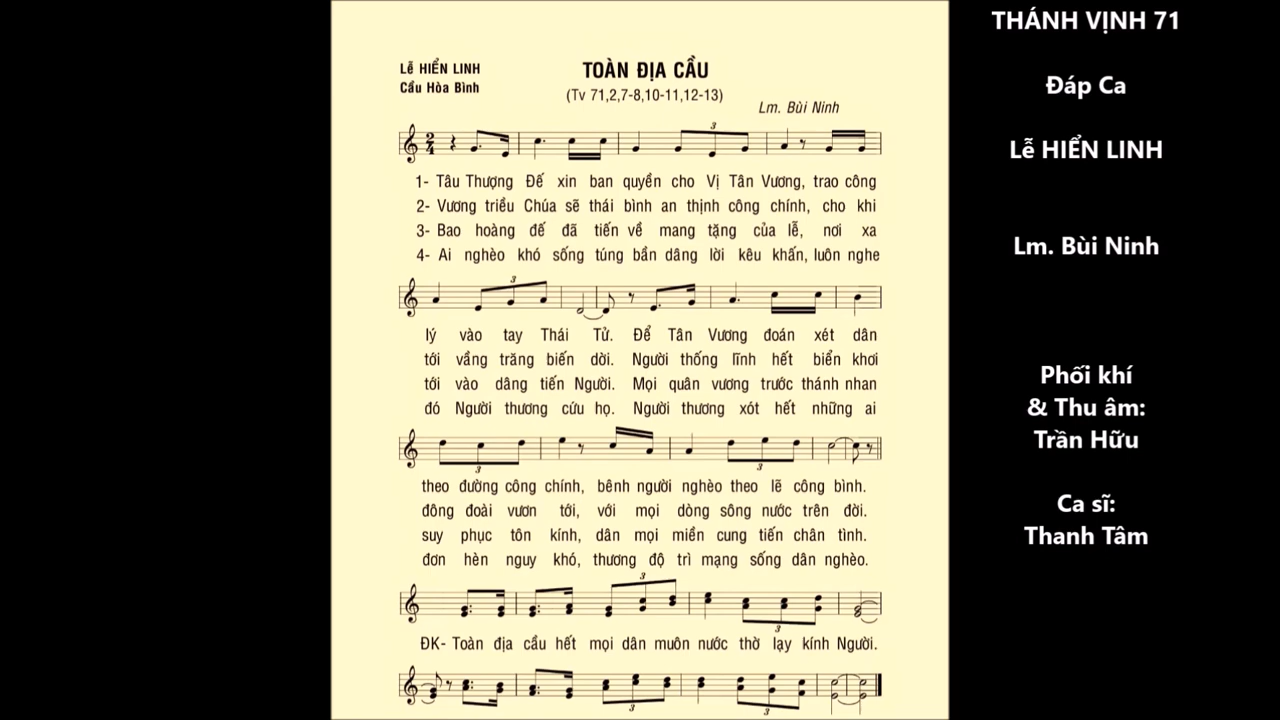 Lễ HIỂN LINH
Cầu Hòa Bình
TOÀN ĐỊA CẦU
(Tv 71,2,7-8,10-11,12-13)
Lm. Bùi Ninh
1- Tâu Thượng Đế xin ban quyền cho Vị Tân Vương, trao công
2- Vương triều Chúa sẽ thái bình an thịnh công chính, cho khi
3- Bao hoàng đế đã tiến về mang tặng của lễ, nơi xa
4- Ai nghèo khó sống túng bần dâng lời kêu khấn, luôn nghe
lý vào tay Thái Tử. Để Tân Vương đoán xét dân
tới vầng trăng biến dời. Người thống lĩnh hết biển khơi
tới vào dâng tiến Người. Mọi quân vương trước thánh nhan
đó Người thương cứu họ. Người thương xót hết những ai
theo đường công chính, bênh người nghèo theo lẽ công bình.
đông đoài vươn tới, với mọi dòng sông nước trên đời.
suy phục tôn kính, dân mọi miền cung tiến chân tình.
đơn hèn nguy khó, thương độ trì mạng sống dân nghèo.
ĐK- Toàn địa cầu hết mọi dân muôn nước thờ lạy kính Người.
THÁNH VỊNH 71
Đáp Ca
Lễ HIỂN LINH
Lm. Bùi Ninh
Phối khí
& Thu âm:
Trần Hữu
Ca sĩ:
Thanh Tâm